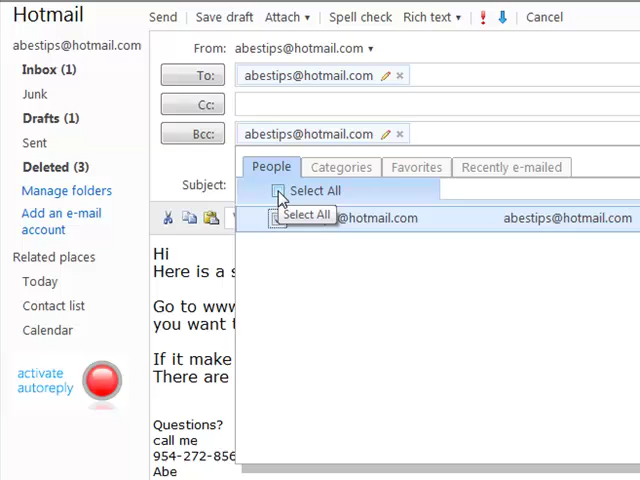 Hotmail
Send Save draft Attach Spell check Rich text Cancel
abestips@hotmail.com
From: abestips@hotmail.com
Inbox (1)
To: abestips@hotmail.com
Junk
Cc:
Drafts (1)
Bcc: abestips@hotmail.com
Sent
Deleted (3)
People Categories Favorites Recently e-mailed
Manage folders
Subject:
Select All
Add an e-mail
account
Select All
@hotmail.com abestips@hotmail.com
Related places
Today
Contact list
Calendar
Hi
Here is a
Go to www
you want
If it make
There are
activate
autoreply
Questions?
call me
954-272-856
Abe